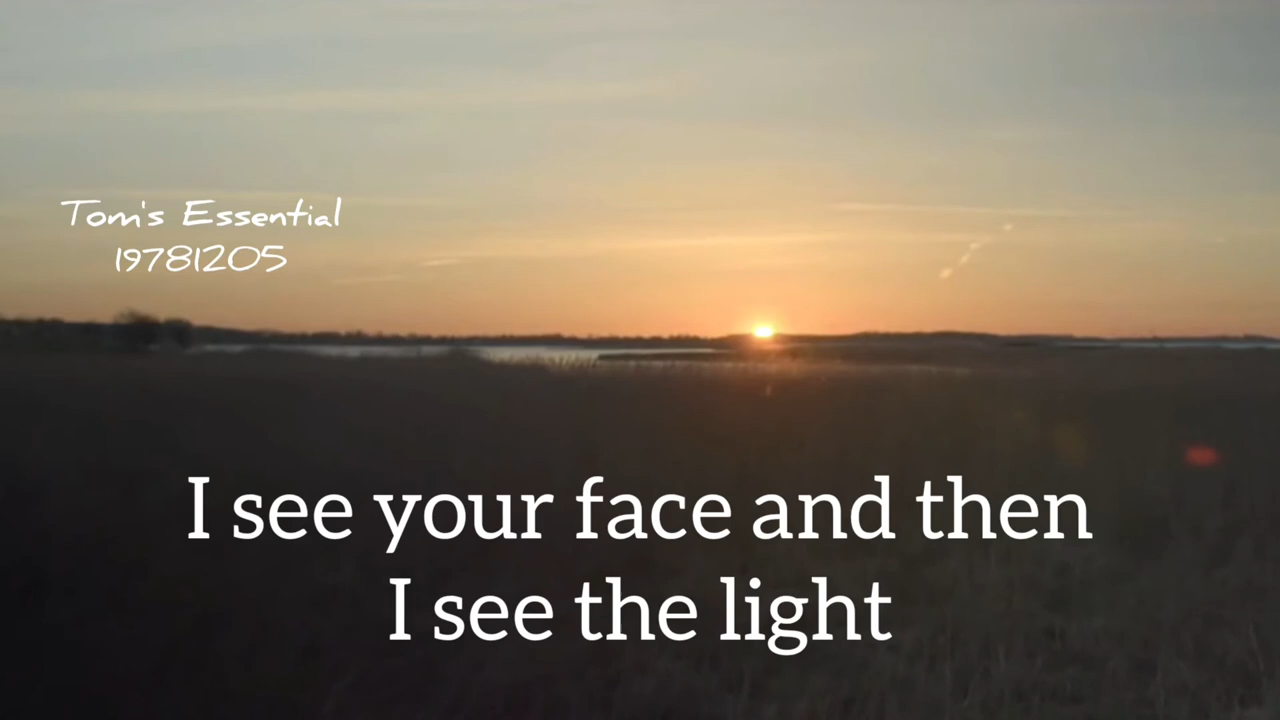 Tom's Essential
19781205
I see your face and then
I see the light